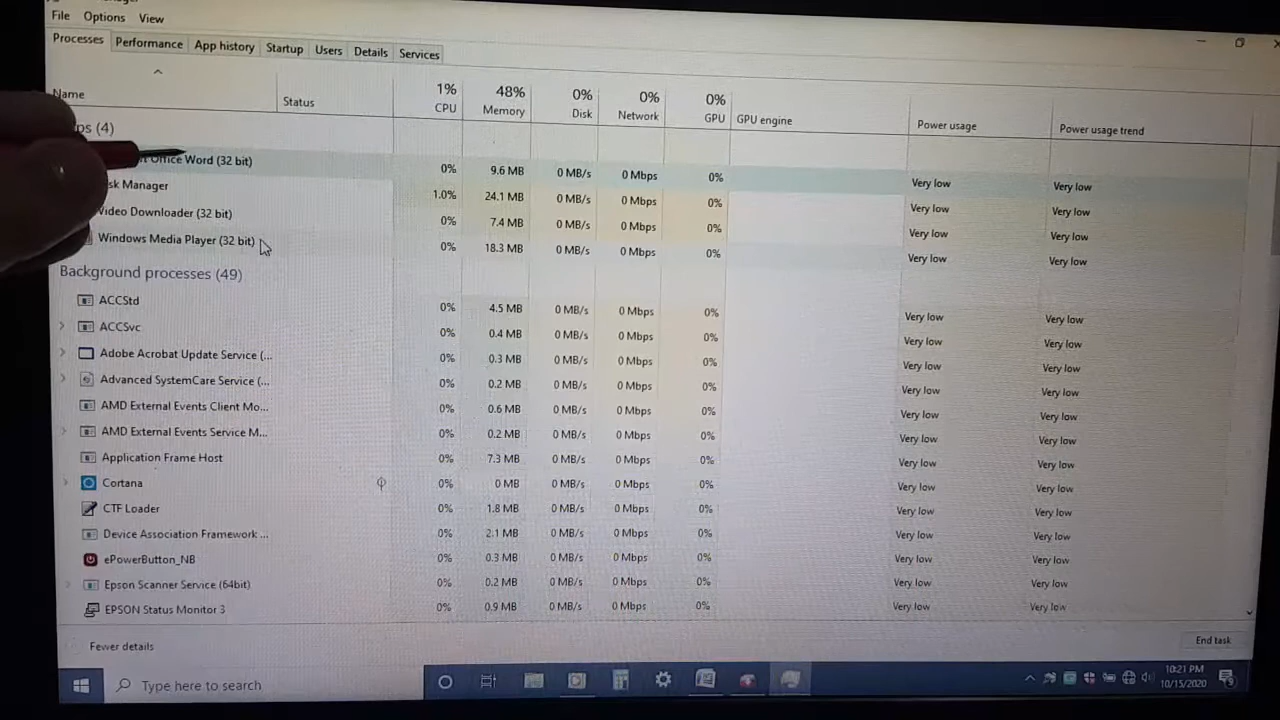 File Options View
Processes Performance App history Startup Users Details Services
1% 48% 0% 0% 0%
Name Status CPU Memory Disk Network GPU GPU engine Power usage Power usage trend
(4)
Office Word (32 bit) 0% 9.6 MB 0 MB/s 0 Mbps 0% Very low Very low
Manager 1.0% 24.1 MB 0 MB/s 0 Mbps 0% Very low Very low
Video Downloader (32 bit) 0% 7.4 MB 0 MB/s 0 Mbps 0% Very low Very low
Windows Media Player (32 bit) 0% 18.3 MB 0 MB/s 0 Mbps 0% Very low Very low
Background processes (49)
ACCStd 0% 4.5 MB 0 MB/s 0 Mbps 0% Very low Very low
ACCSvc 0% 0.4 MB 0 MB/s 0 Mbps 0% Very low Very low
Adobe Acrobat Update Service (... 0% 0.3 MB 0 MB/s 0 Mbps 0% Very low Very low
Advanced SystemCare Service (... 0% 0.2 MB 0 MB/s 0 Mbps 0% Very low Very low
AMD External Events Client Mo... 0% 0.6 MB 0 MB/s 0 Mbps 0% Very low Very low
AMD External Events Service M... 0% 0.2 MB 0 MB/s 0 Mbps 0% Very low Very low
Application Frame Host 0% 7.3 MB 0 MB/s 0 Mbps 0% Very low Very low
Cortana 0% 0 MB 0 MB/s 0 Mbps 0% Very low Very low
CTF Loader 0% 1.8 MB 0 MB/s 0 Mbps 0% Very low Very low
Device Association Framework ... 0% 2.1 MB 0 MB/s 0 Mbps 0% Very low Very low
ePowerButton_NB 0% 0.3 MB 0 MB/s 0 Mbps 0% Very low Very low
Epson Scanner Service (64bit) 0% 0.2 MB 0 MB/s 0 Mbps 0% Very low Very low
EPSON Status Monitor 3 0% 0.9 MB 0 MB/s 0 Mbps 0% Very low Very low
Fewer details End task
Type here to search 10:21 PM
10/15/2020